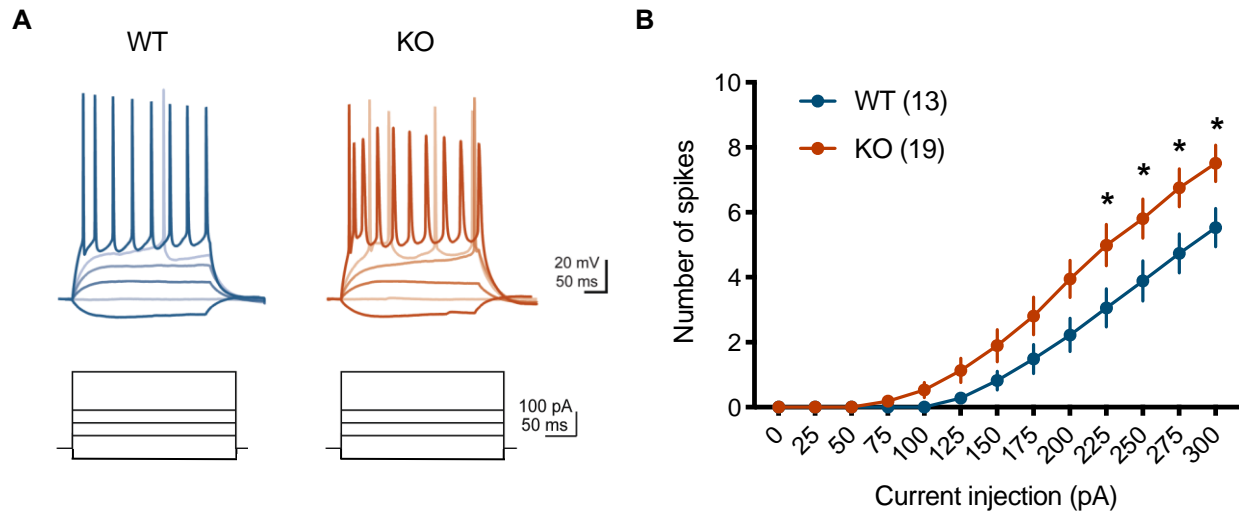 A
WT
KO
20 mV
50 ms
100 pA
50 ms
B
WT (13)
KO (19)
Number of spikes
10
8
6
4
2
0
* * * *
0 25 50 75 100 125 150 175 200 225 250 275 300
Current injection (pA)